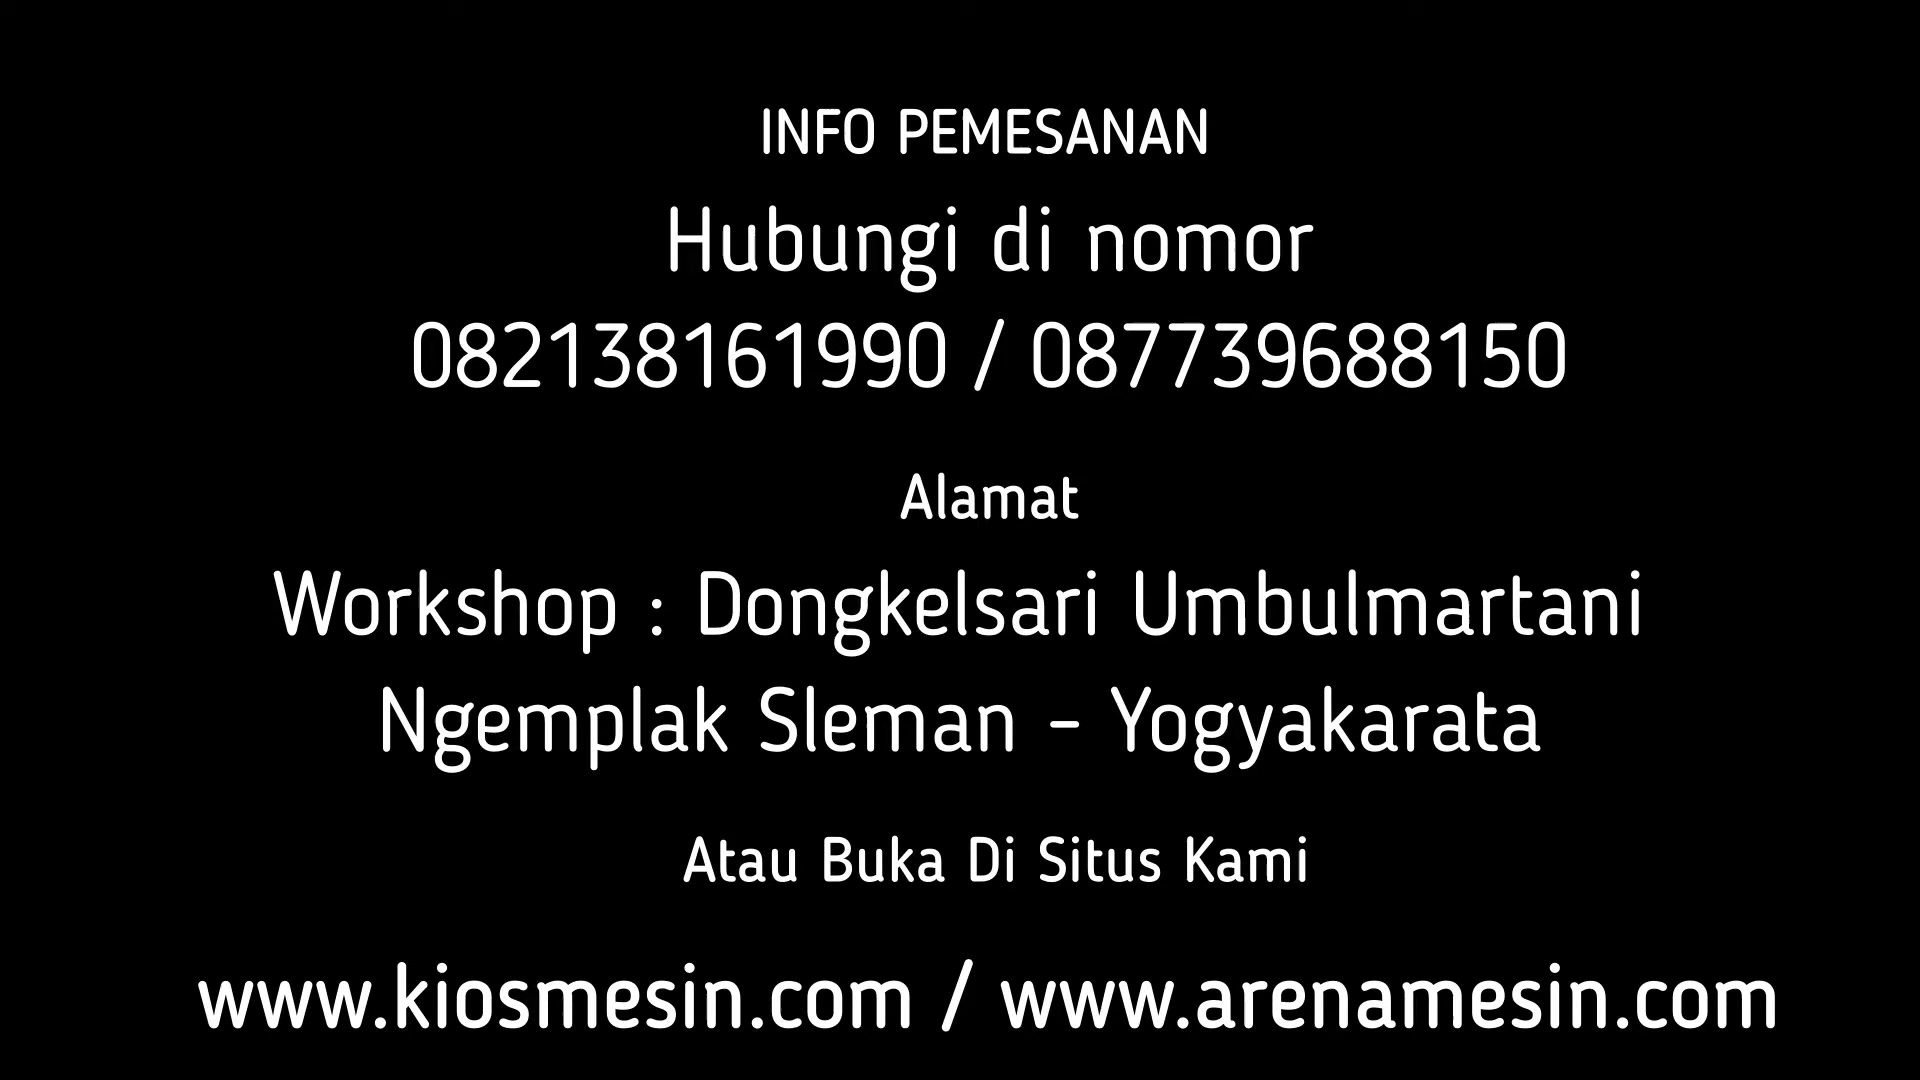 INFO PEMESANAN
Hubungi di nomor
082138161990 / 087739688150
Alamat
Workshop : Dongkelsari Umbulmartani
Ngemplak Sleman - Yogyakarata
Atau Buka Di Situs Kami
www.kiosmesin.com / www.arenamesin.com